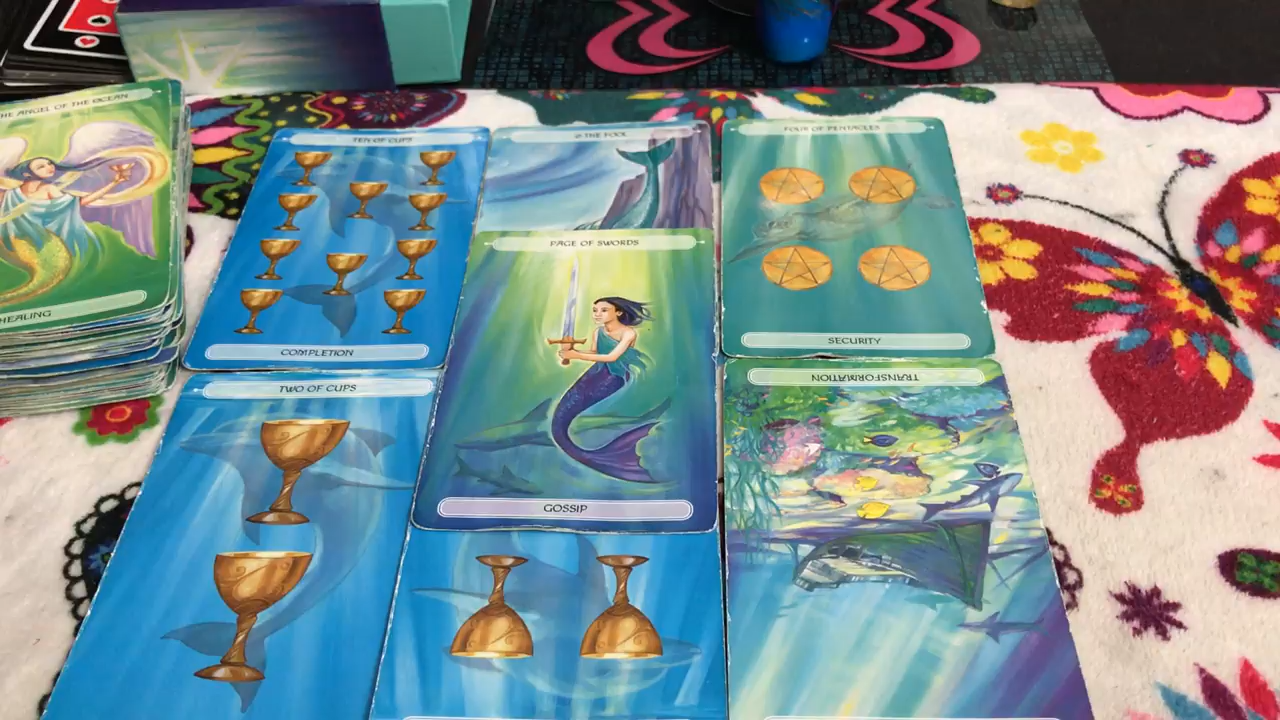 THE ANGEL OF THE OCEAN
HEALING
TEN OF CUPS
COMPLETION
0 THE FOOL
PAGE OF SWORDS
GOSSIP
FOUR OF PENTACLES
SECURITY
TWO OF CUPS
TRANSFORMATION